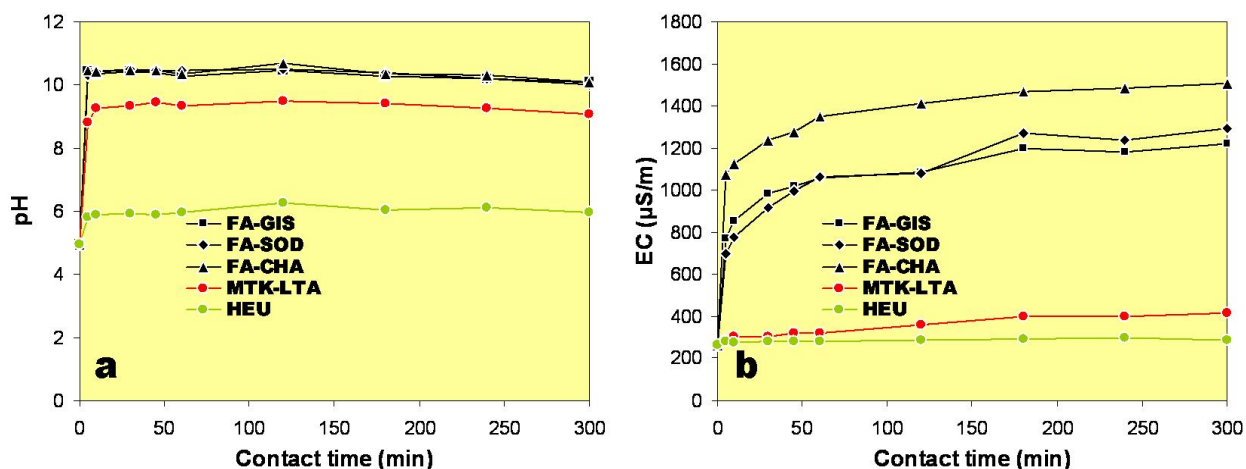 12
10
8
6
4
2
0
pH
FA-GIS
FA-SOD
FA-CHA
MTK-LTA
HEU
a
0 50 100 150 200 250 300
Contact time (min)
1800
1600
1400
1200
1000
800
600
400
200
0
EC (µS/m)
FA-GIS
FA-SOD
FA-CHA
MTK-LTA
HEU
b
0 50 100 150 200 250 300
Contact time (min)